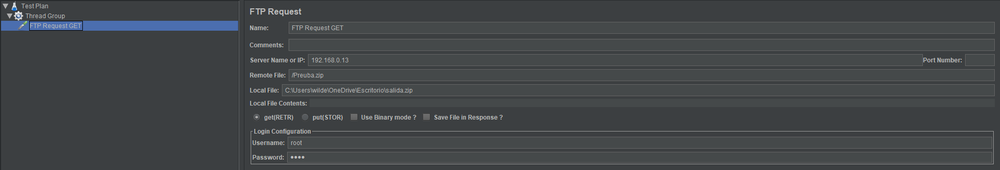 Test Plan
Thread Group
FTP Request GET
FTP Request
Name: FTP Request GET
Comments:
Server Name or IP: 192.168.0.13 Port Number:
Remote File: /Preuba.zip
Local File: C:\Users\wilde\OneDrive\Escritorio\salida.zip
Local File Contents:
get(RETR) put(STOR) Use Binary mode ? Save File in Response ?
Login Configuration
Username: root
Password: ••••